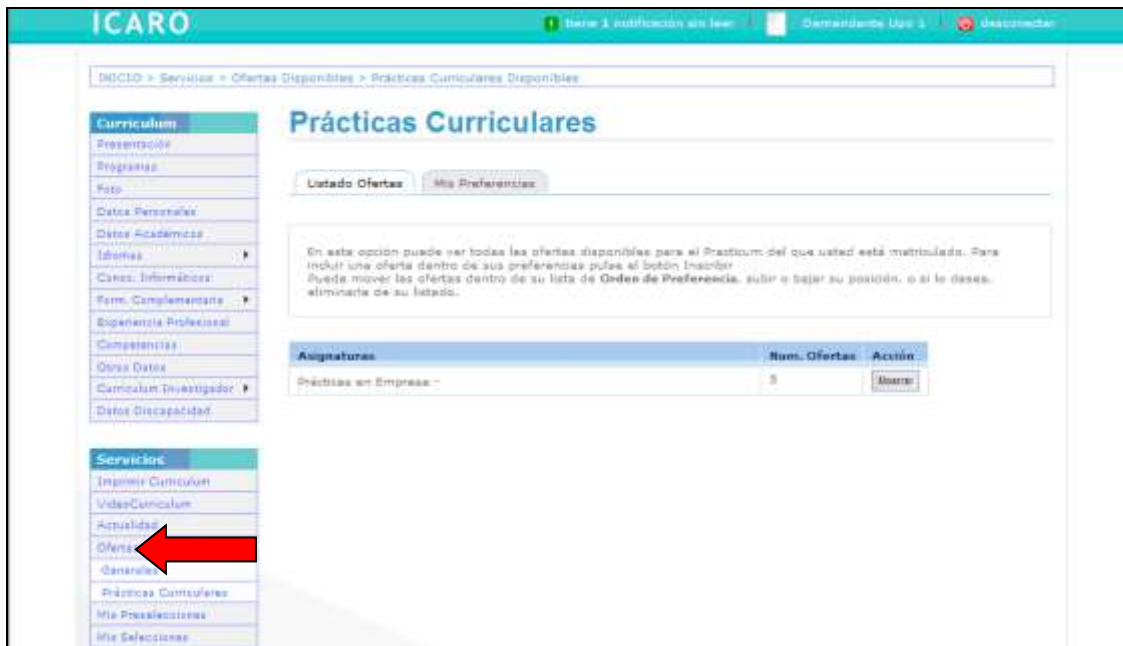 ICARO
tiene 1 notificación sin leer
Demandante Upo 1
desconectar
INICIO > Servicios > Ofertas Disponibles > Prácticas Curriculares Disponibles
Curriculum
Presentación
Programas
Foto
Datos Personales
Datos Académicos
Idiomas
Conoc. Informáticos
Form. Complementaria
Experiencia Profesional
Competencias
Otros Datos
Curriculum Investigador
Datos Discapacidad
Servicios
Imprimir Curriculum
VideoCurriculum
Actualidad
Generales
Prácticas Curriculares
Mis Preselecciones
Mis Selecciones
Prácticas Curriculares
Listado Ofertas
Mis Preferencias
En este opción puede ver todas las ofertas disponibles para el Practicum del que usted está matriculado. Para
incluir una oferta dentro de sus preferencias pulse el botón Inscribir
Puede mover las ofertas dentro de su lista de Orden de Preferencia, subir o bajar su posición, o si lo desea,
eliminarla de su listado.
Asignaturas Num. Ofertas Acción
Prácticas en Empresa - Mostrar